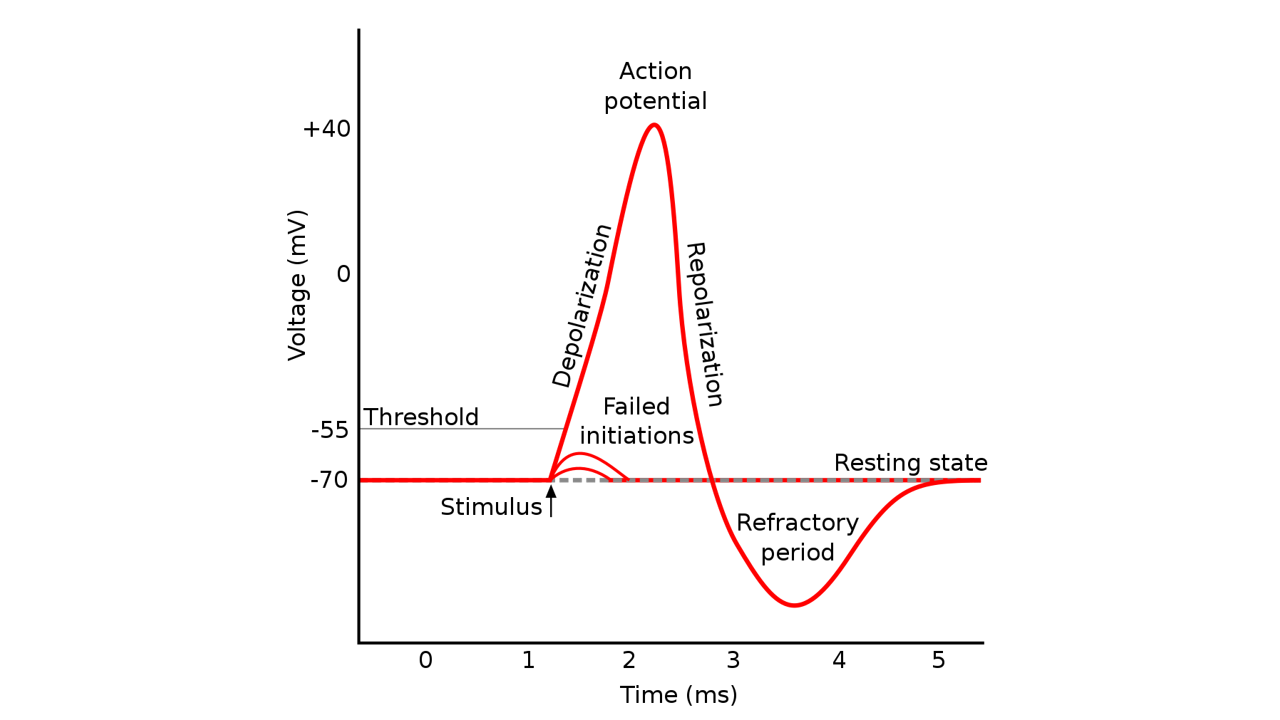 Action
potential
+40
Voltage (mV)
0
Depolarization
Repolarization
Failed
initiations
Threshold
-55
-70
Resting state
Stimulus
Refractory
period
0 1 2 3 4 5
Time (ms)